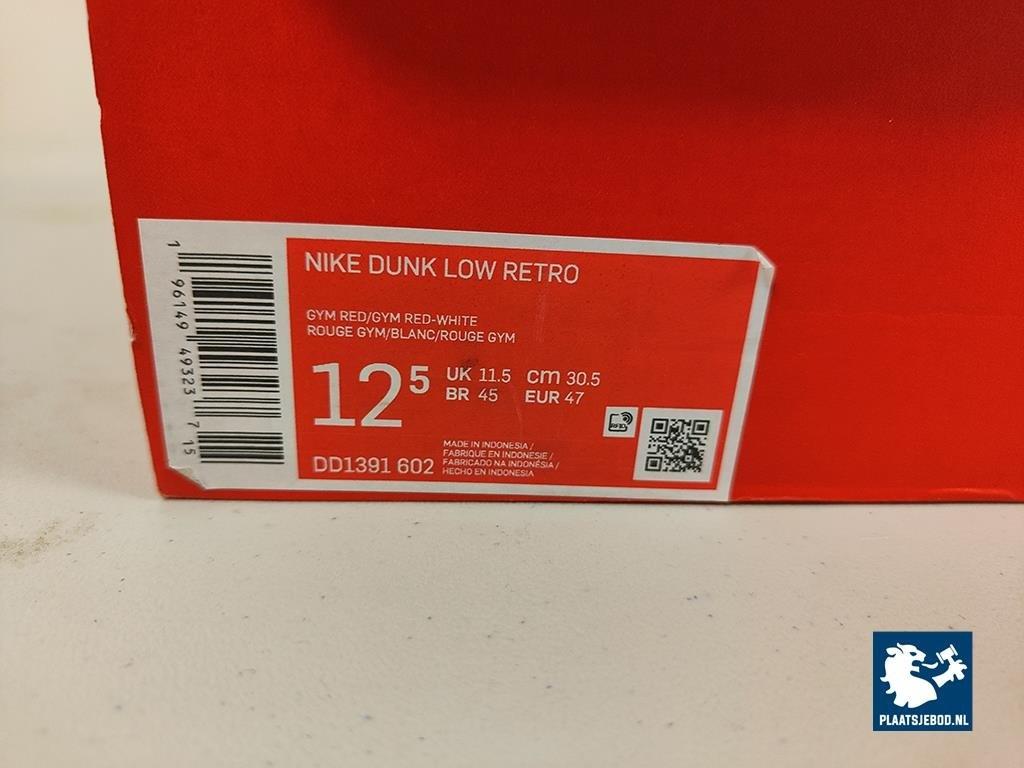 1 96149 49323 7 15
NIKE DUNK LOW RETRO
GYM RED/GYM RED-WHITE
ROUGE GYM/BLANC/ROUGE GYM
12 5
UK 11.5 cm 30.5
BR 45 EUR 47
RFID
DD1391 602
MADE IN INDONESIA /
FABRIQUE EN INDONESIE /
FABRICADO NA INDONÉSIA /
HECHO EN INDONESIA
PLAATSJEBOD.NL